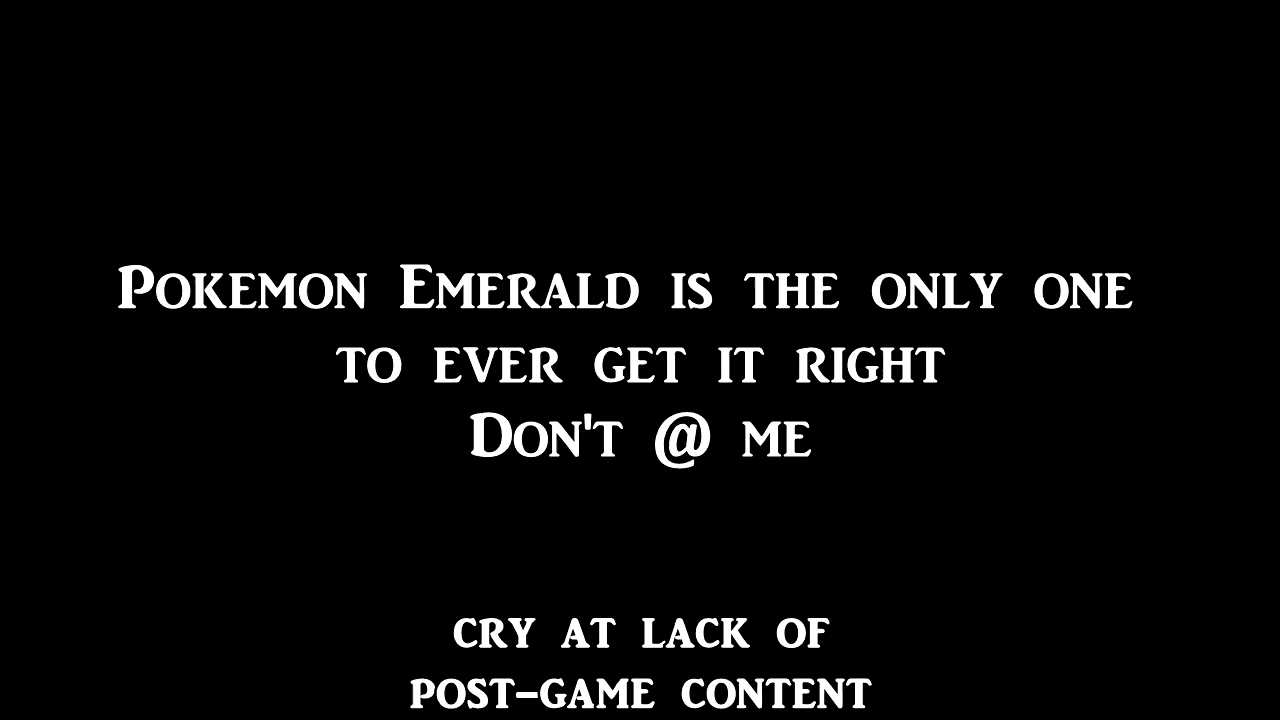 Pokemon Emerald is the only one
to ever get it right
Don't @ me
cry at lack of
post-game content